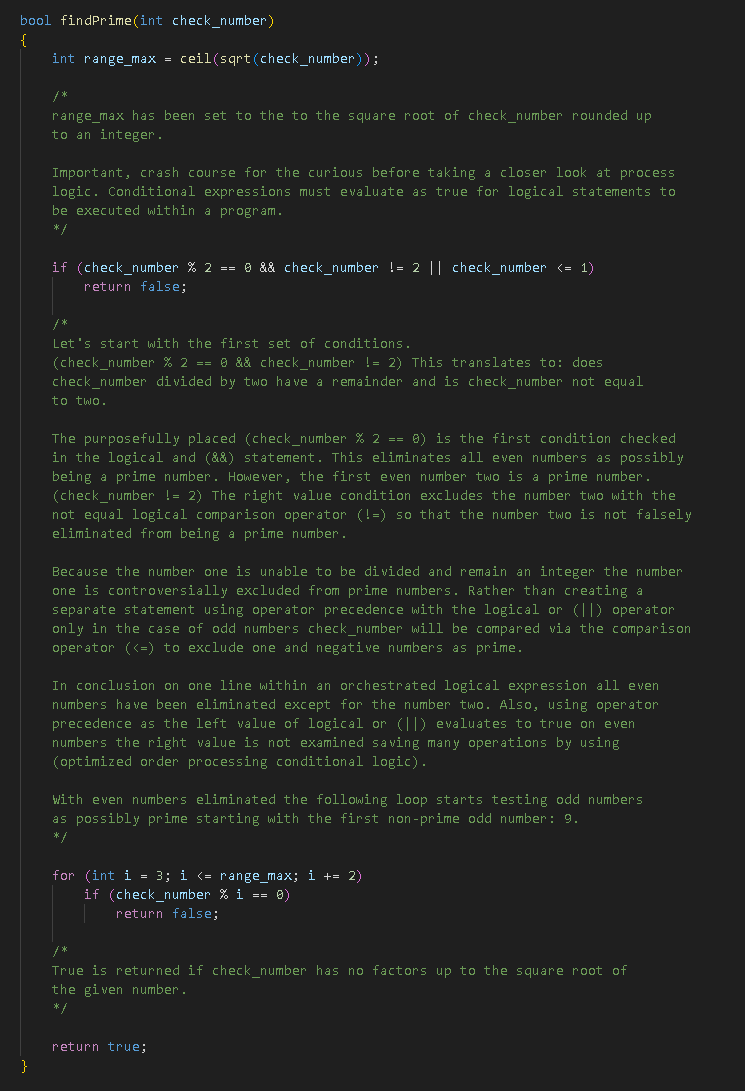 bool findPrime(int check_number)
{
    int range_max = ceil(sqrt(check_number));

    /*
    range_max has been set to the to the square root of check_number rounded up
    to an integer.

    Important, crash course for the curious before taking a closer look at process
    logic. Conditional expressions must evaluate as true for logical statements to
    be executed within a program.
    */

    if (check_number % 2 == 0 && check_number != 2 || check_number <= 1)
        return false;

    /*
    Let's start with the first set of conditions.
    (check_number % 2 == 0 && check_number != 2) This translates to: does
    check_number divided by two have a remainder and is check_number not equal
    to two.

    The purposefully placed (check_number % 2 == 0) is the first condition checked
    in the logical and (&&) statement. This eliminates all even numbers as possibly
    being a prime number. However, the first even number two is a prime number.
    (check_number != 2) The right value condition excludes the number two with the
    not equal logical comparison operator (!=) so that the number two is not falsely
    eliminated from being a prime number.

    Because the number one is unable to be divided and remain an integer the number
    one is controversially excluded from prime numbers. Rather than creating a
    separate statement using operator precedence with the logical or (||) operator
    only in the case of odd numbers check_number will be compared via the comparison
    operator (<=) to exclude one and negative numbers as prime.

    In conclusion on one line within an orchestrated logical expression all even
    numbers have been eliminated except for the number two. Also, using operator
    precedence as the left value of logical or (||) evaluates to true on even
    numbers the right value is not examined saving many operations by using
    (optimized order processing conditional logic).

    With even numbers eliminated the following loop starts testing odd numbers
    as possibly prime starting with the first non-prime odd number: 9.
    */

    for (int i = 3; i <= range_max; i += 2)
        if (check_number % i == 0)
            return false;

    /*
    True is returned if check_number has no factors up to the square root of
    the given number.
    */

    return true;
}